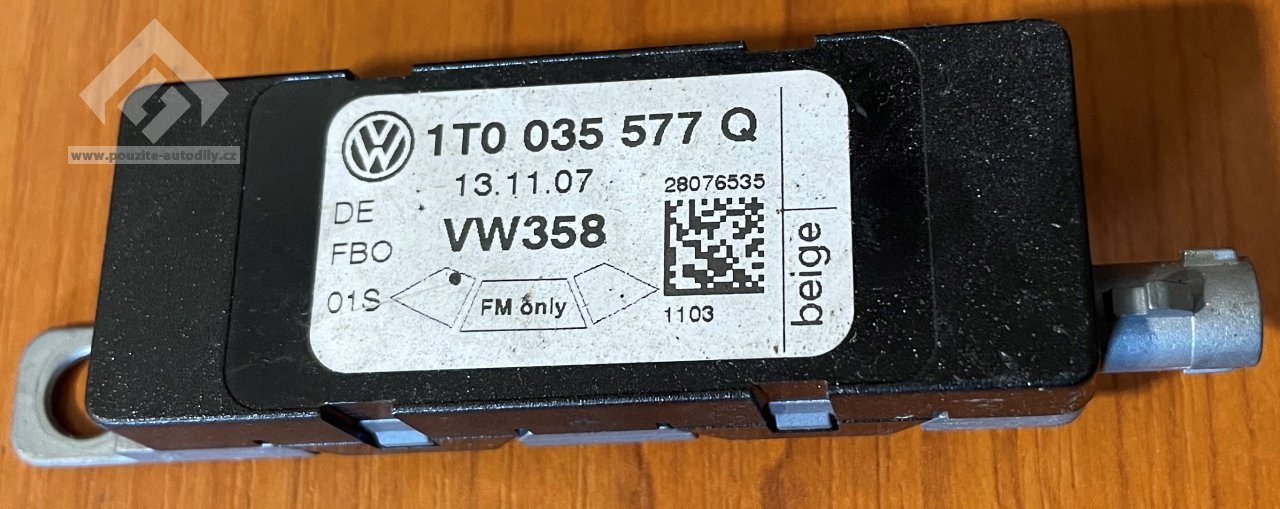 www.pouzite-autodily.cz
1T0 035 577 Q
13.11.07
28076535
DE
FBO
01S
VW358
FM only
1103
beige